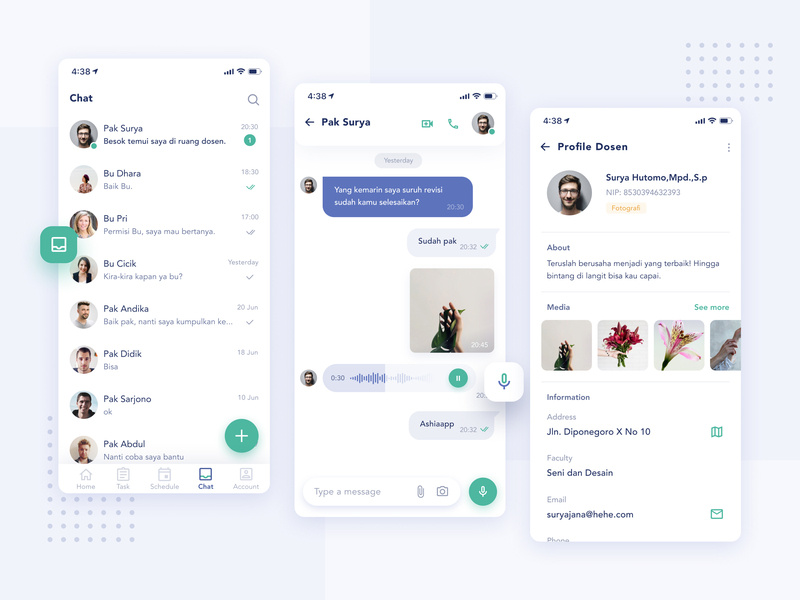 4:38
Chat
Pak Surya
20:30
Besok temui saya di ruang dosen.
1
Bu Dhara
18:30
Baik Bu.
Bu Pri
17:00
Permisi Bu, saya mau bertanya.
Bu Cicik
Yesterday
Kira-kira kapan ya bu?
Pak Andika
20 Jun
Baik pak, nanti saya kumpulkan ke...
Pak Didik
18 Jun
Bisa
Pak Sarjono
10 Jun
ok
Pak Abdul
Nanti coba saya bantu
Home
Task
Schedule
Chat
Account
4:38
Pak Surya
Yesterday
Yang kemarin saya suruh revisi
sudah kamu selesaikan?
20:30
Sudah pak
20:32
20:45
0:30
Ashiaapp
20:32
Type a message
4:38
Profile Dosen
Surya Hutomo,Mpd.,S.p
NIP: 8530394632393
Fotografi
About
Teruslah berusaha menjadi yang terbaik! Hingga
bintang di langit bisa kau capai.
Media
See more
Information
Address
Jln. Diponegoro X No 10
Faculty
Seni dan Desain
Email
suryajana@hehe.com
Phone